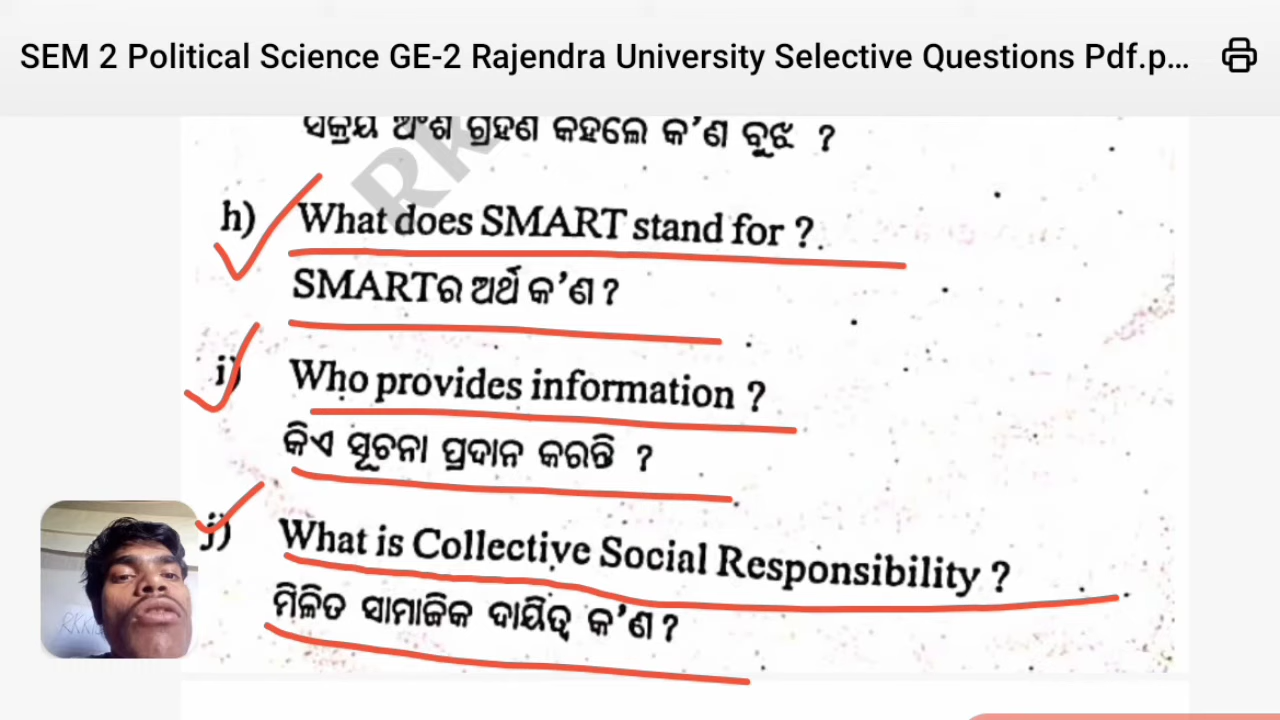 SEM 2 Political Science GE-2 Rajendra University Selective Questions Pdf.p...
ସକ୍ରିୟ ଅଂଶ ଗ୍ରହଣ କହିଲେ କ'ଣ ବୁଝ ?
RK
h) What does SMART stand for ?
SMARTର ଅର୍ଥ କ'ଣ ?
i) Who provides information ?
କିଏ ସୂଚନା ପ୍ରଦାନ କରନ୍ତି ?
j) What is Collective Social Responsibility ?
ମିଳିତ ସାମାଜିକ ଦାୟିତ୍ଵ କ'ଣ ?